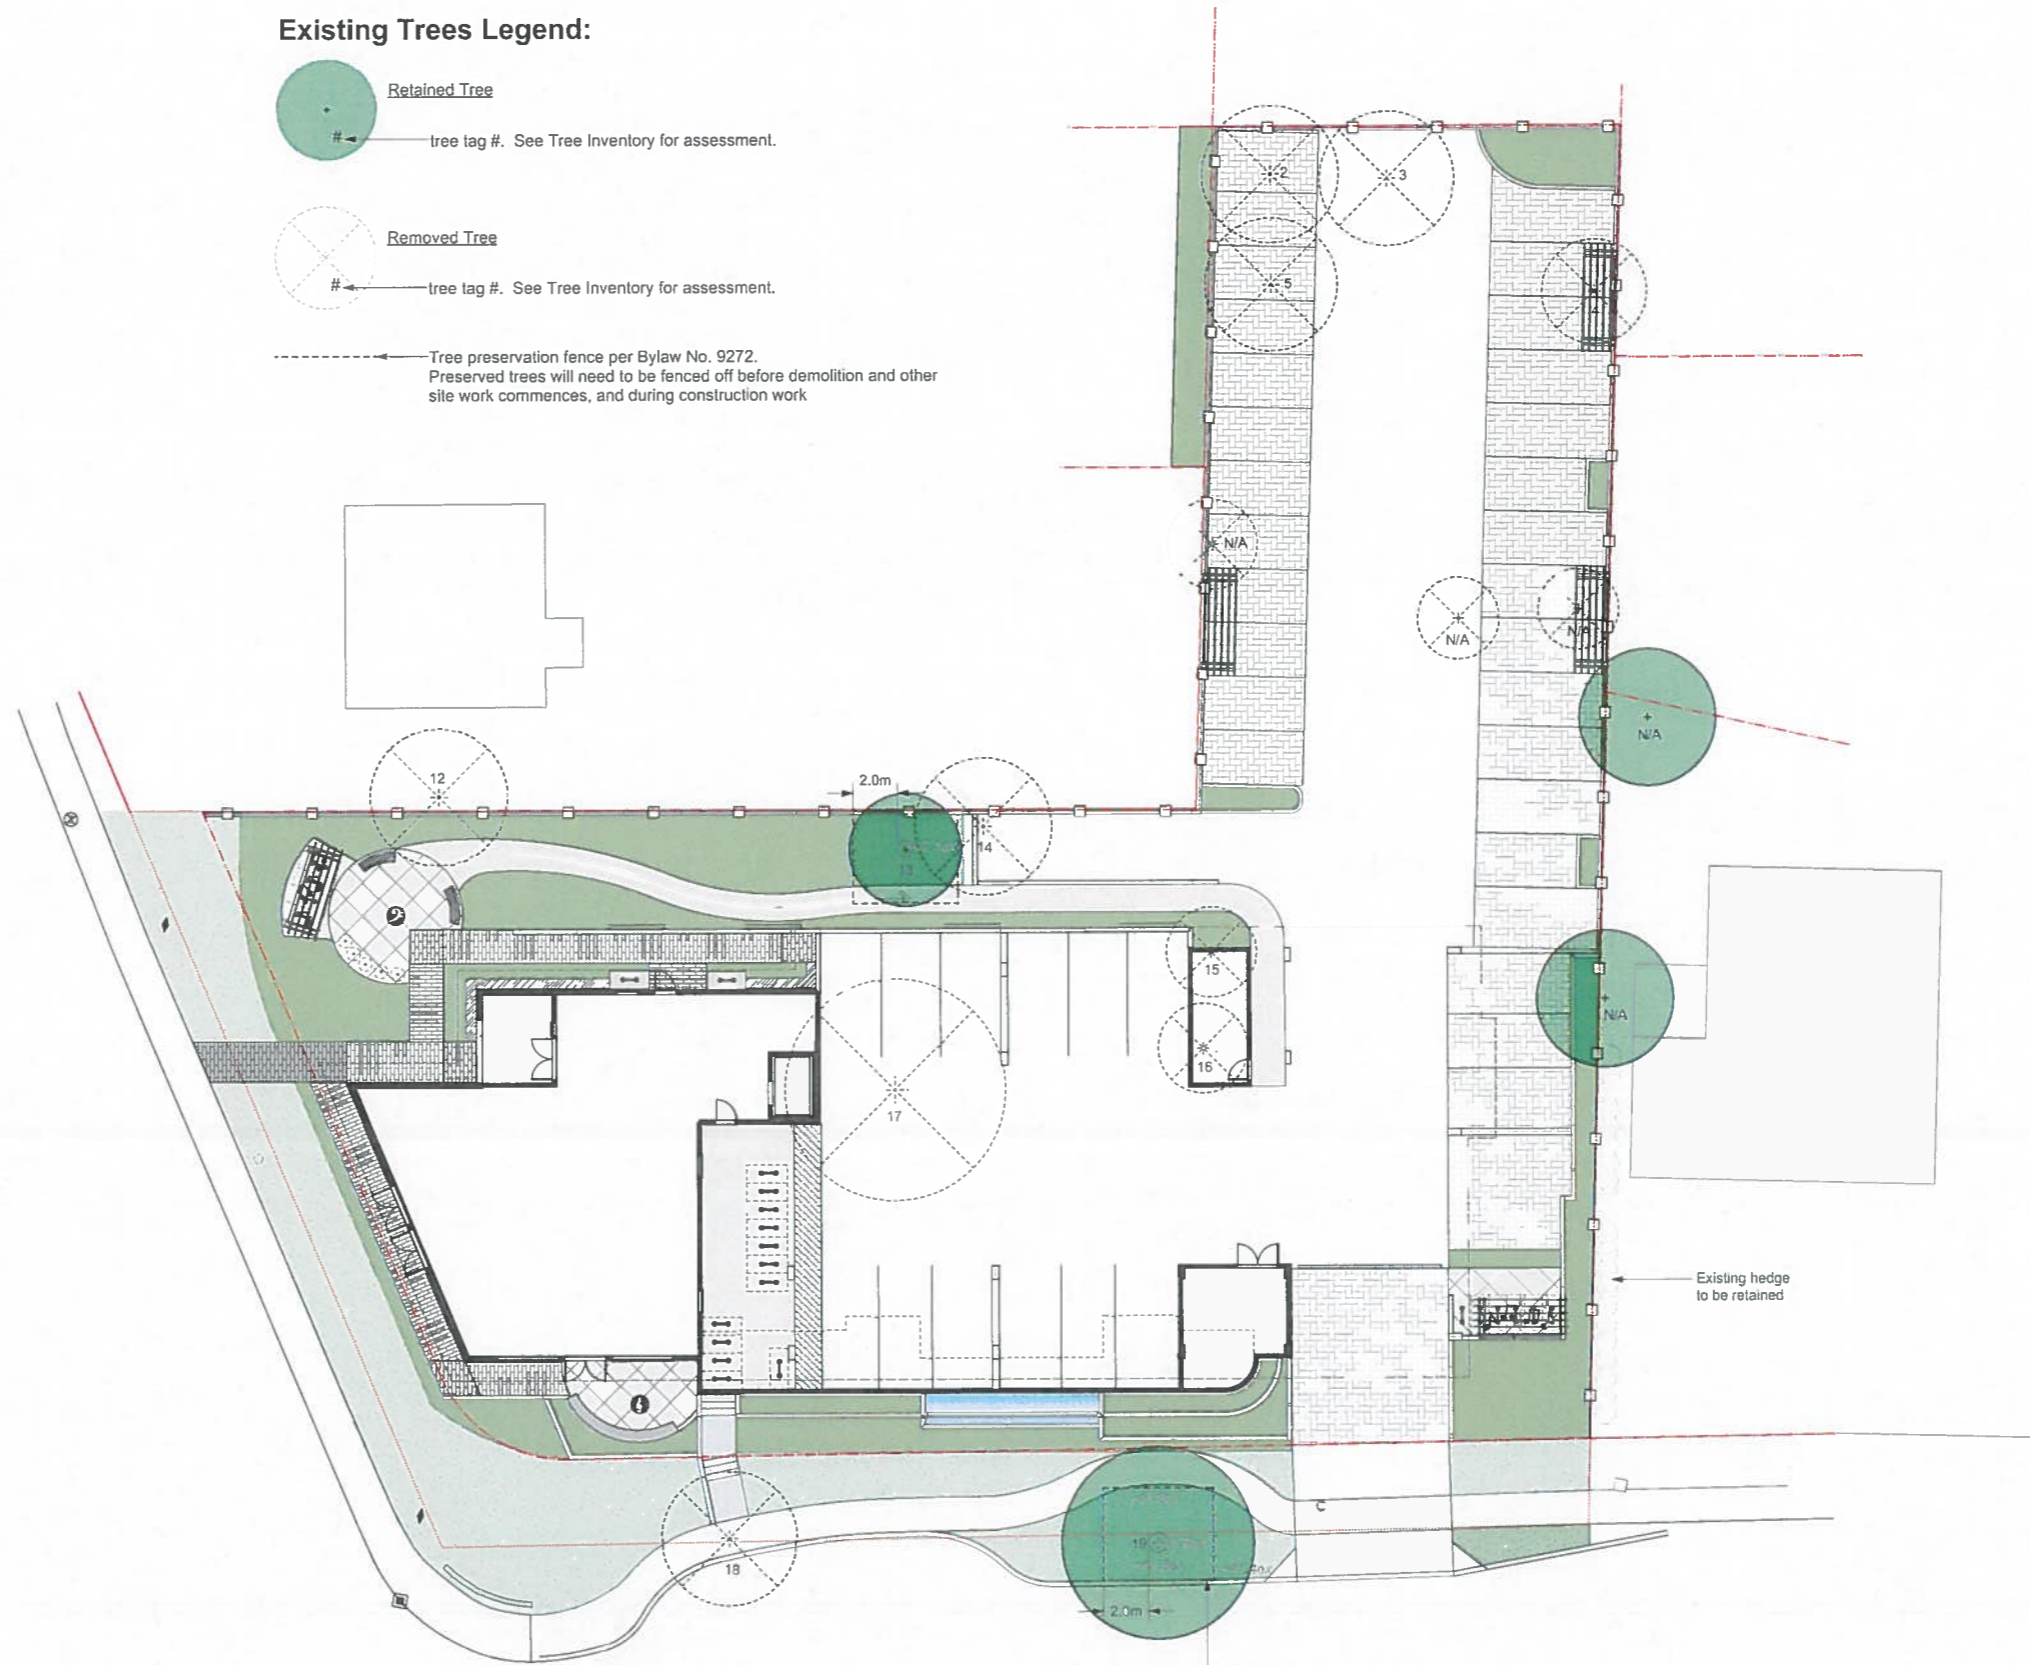 Existing Trees Legend:
Retained Tree
# tree tag #. See Tree Inventory for assessment.
Removed Tree
# tree tag #. See Tree Inventory for assessment.
Tree preservation fence per Bylaw No. 9272.
Preserved trees will need to be fenced off before demolition and other
site work commences, and during construction work
2
3
5
4
N/A
N/A
N/A
N/A
12
2.0m
14
13
15
N/A
16
17
Existing hedge
to be retained
C
19
18
2.0m